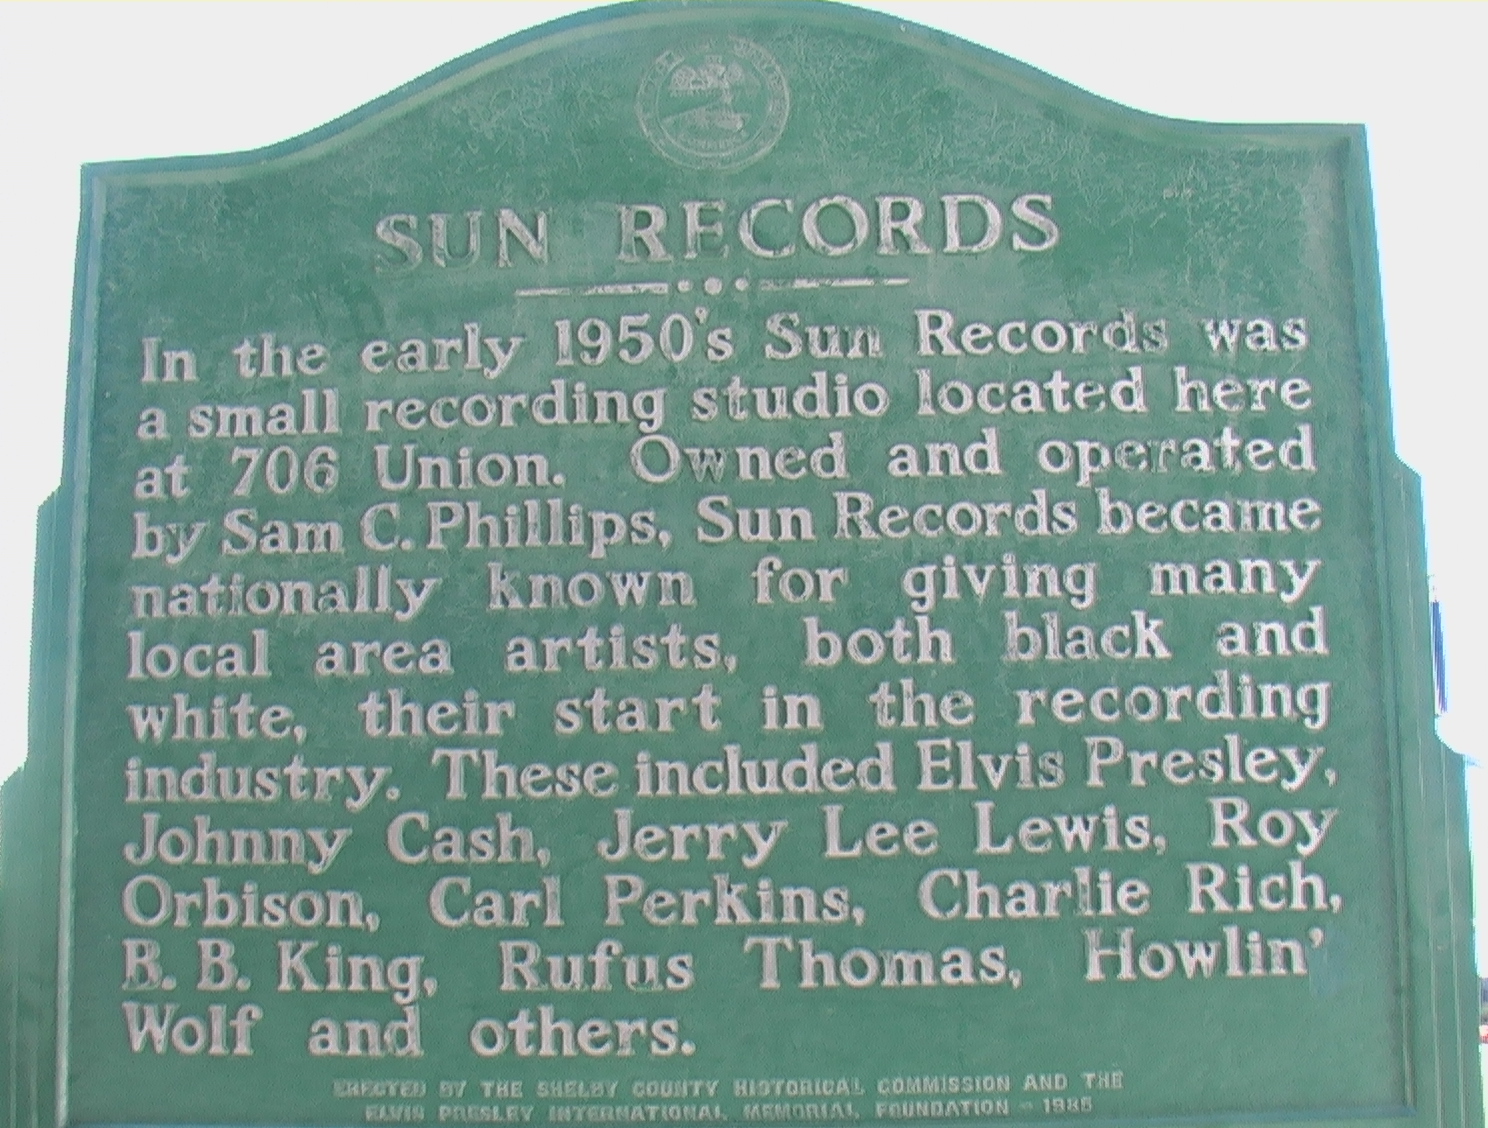 SUN RECORDS
In the early 1950's Sun Records was
a small recording studio located here
at 706 Union. Owned and operated
by Sam C. Phillips, Sun Records became
nationally known for giving many
local area artists, both black and
white, their start in the recording
industry. These included Elvis Presley,
Johnny Cash, Jerry Lee Lewis, Roy
Orbison, Carl Perkins, Charlie Rich,
B. B. King, Rufus Thomas, Howlin'
Wolf and others.
ERECTED BY THE SHELBY COUNTY HISTORICAL COMMISSION AND THE
ELVIS PRESLEY INTERNATIONAL MEMORIAL FOUNDATION - 1985